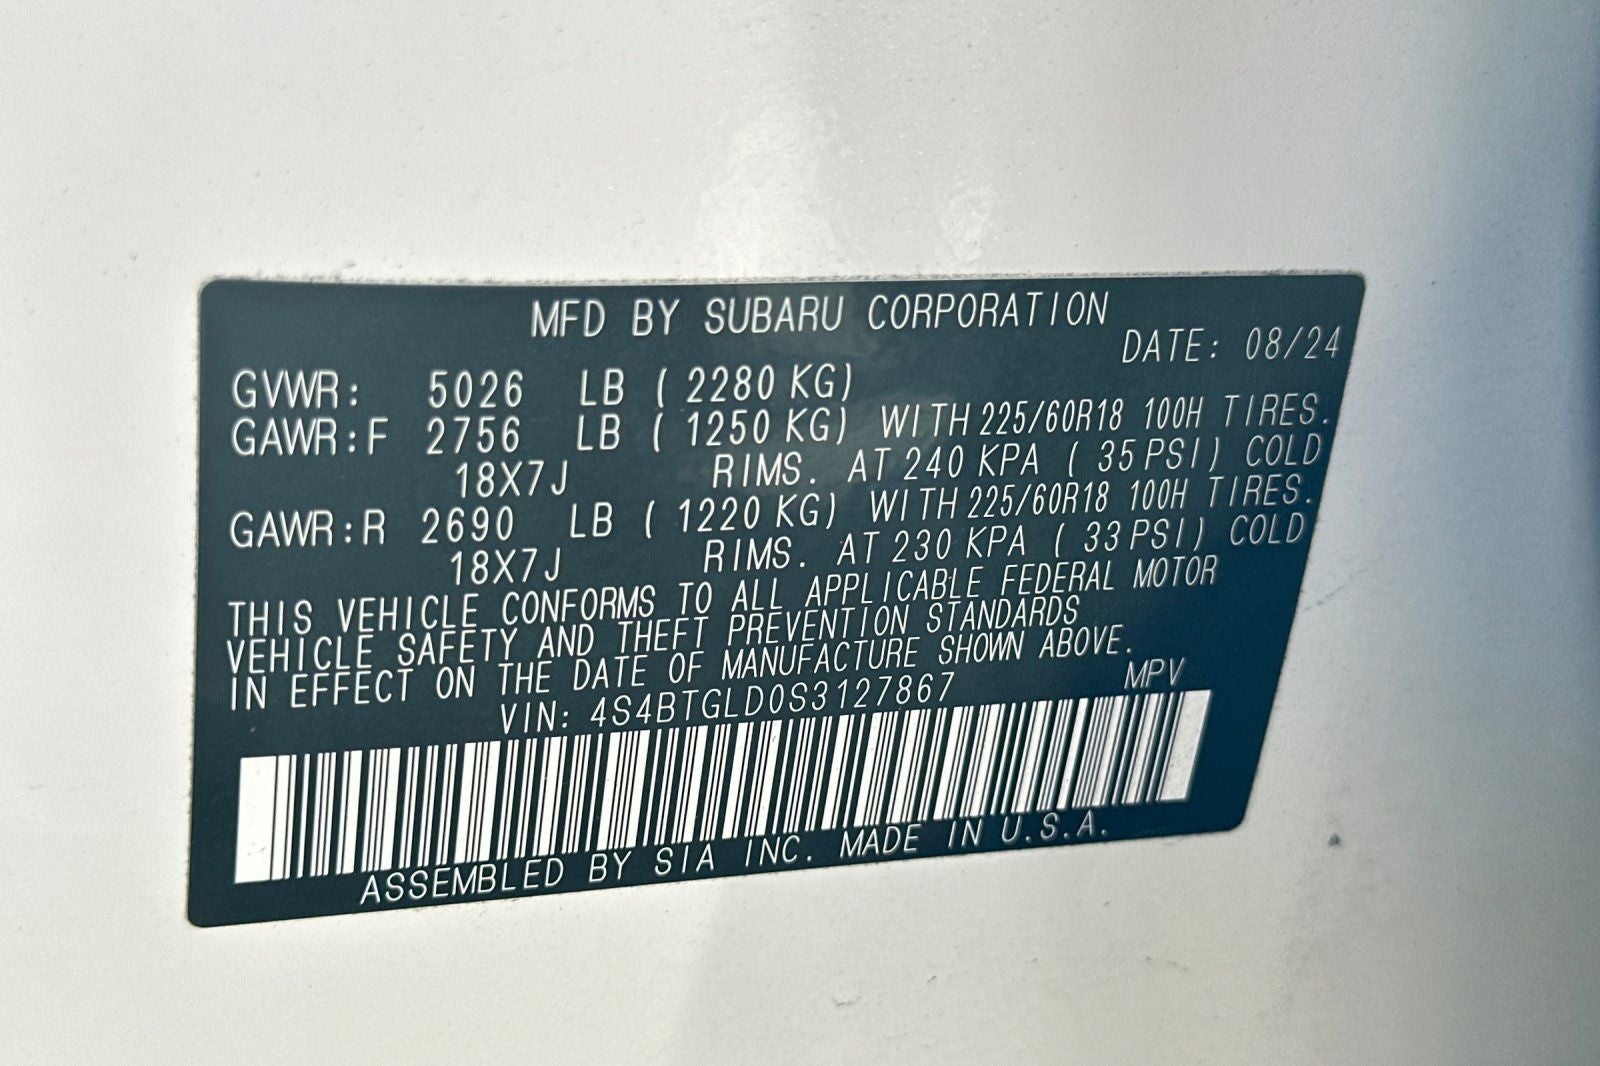 MFD BY SUBARU CORPORATION
DATE: 08/24
GVWR: 5026 LB ( 2280 KG)
GAWR:F 2756 LB ( 1250 KG) WITH 225/60R18 100H TIRES.
18X7J RIMS. AT 240 KPA ( 35 PSI) COLD
GAWR:R 2690 LB ( 1220 KG) WITH 225/60R18 100H TIRES.
18X7J RIMS. AT 230 KPA ( 33 PSI) COLD
THIS VEHICLE CONFORMS TO ALL APPLICABLE FEDERAL MOTOR
VEHICLE SAFETY AND THEFT PREVENTION STANDARDS
IN EFFECT ON THE DATE OF MANUFACTURE SHOWN ABOVE.
VIN: 4S4BTGLD0S3127867 MPV
ASSEMBLED BY SIA INC. MADE IN U.S.A.